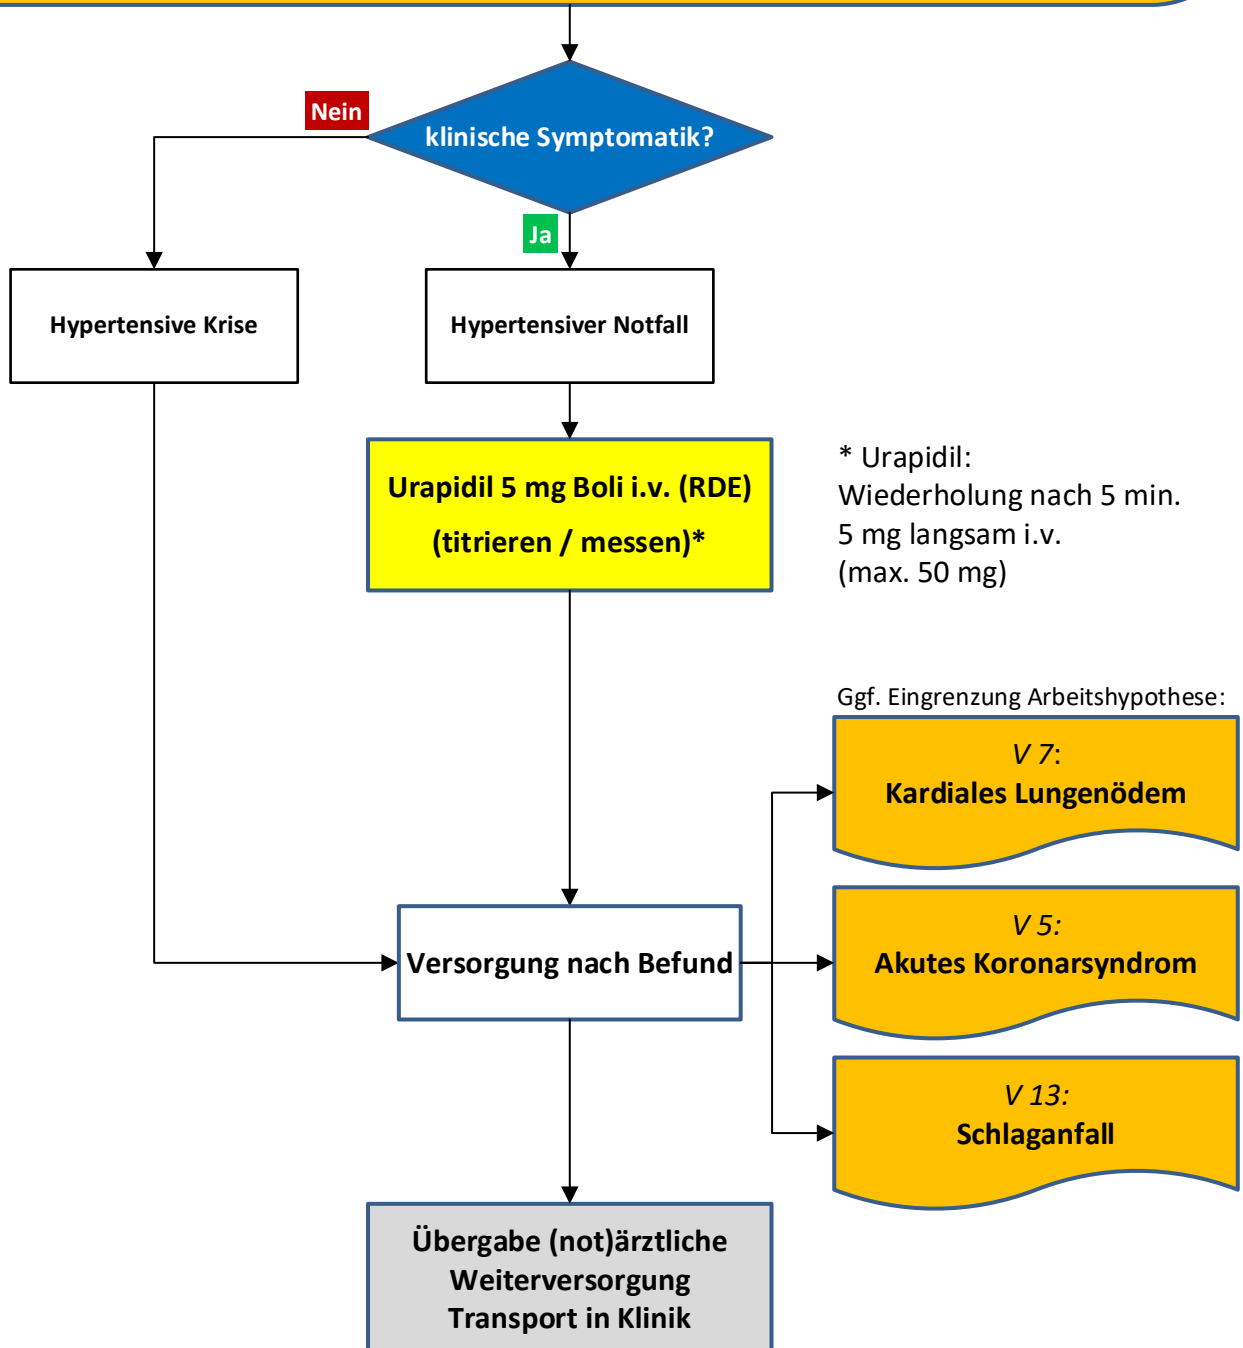 klinische Symptomatik?
Nein
Ja
Hypertensive Krise
Hypertensiver Notfall
Urapidil 5 mg Boli i.v. (RDE)
(titrieren / messen)*
* Urapidil:
Wiederholung nach 5 min.
5 mg langsam i.v.
(max. 50 mg)
Ggf. Eingrenzung Arbeitshypothese:
V 7:
Kardiales Lungenödem
Versorgung nach Befund
V 5:
Akutes Koronarsyndrom
V 13:
Schlaganfall
Übergabe (not)ärztliche
Weiterversorgung
Transport in Klinik